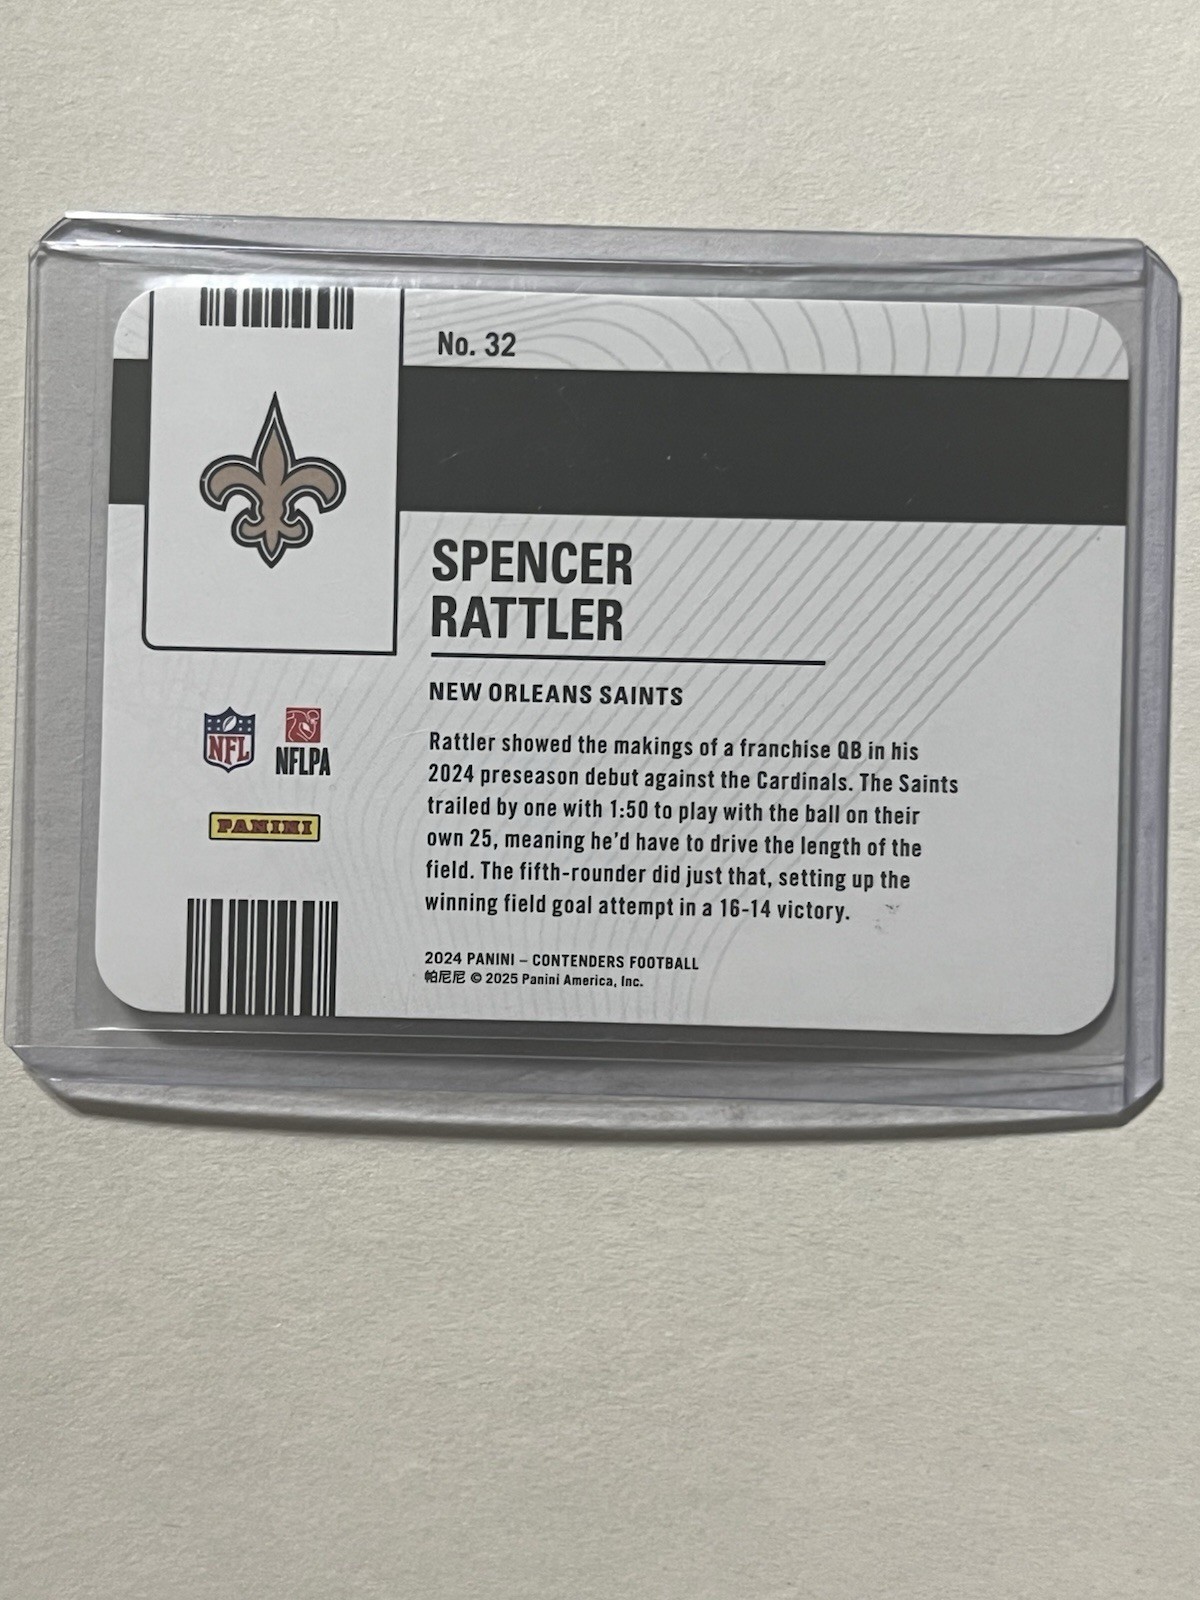 No. 32
SPENCER
RATTLER
NEW ORLEANS SAINTS
NFL
NFLPA
PANINI
Rattler showed the makings of a franchise QB in his
2024 preseason debut against the Cardinals. The Saints
trailed by one with 1:50 to play with the ball on their
own 25, meaning he'd have to drive the length of the
field. The fifth-rounder did just that, setting up the
winning field goal attempt in a 16-14 victory.
2024 PANINI – CONTENDERS FOOTBALL
帕尼尼 © 2025 Panini America, Inc.